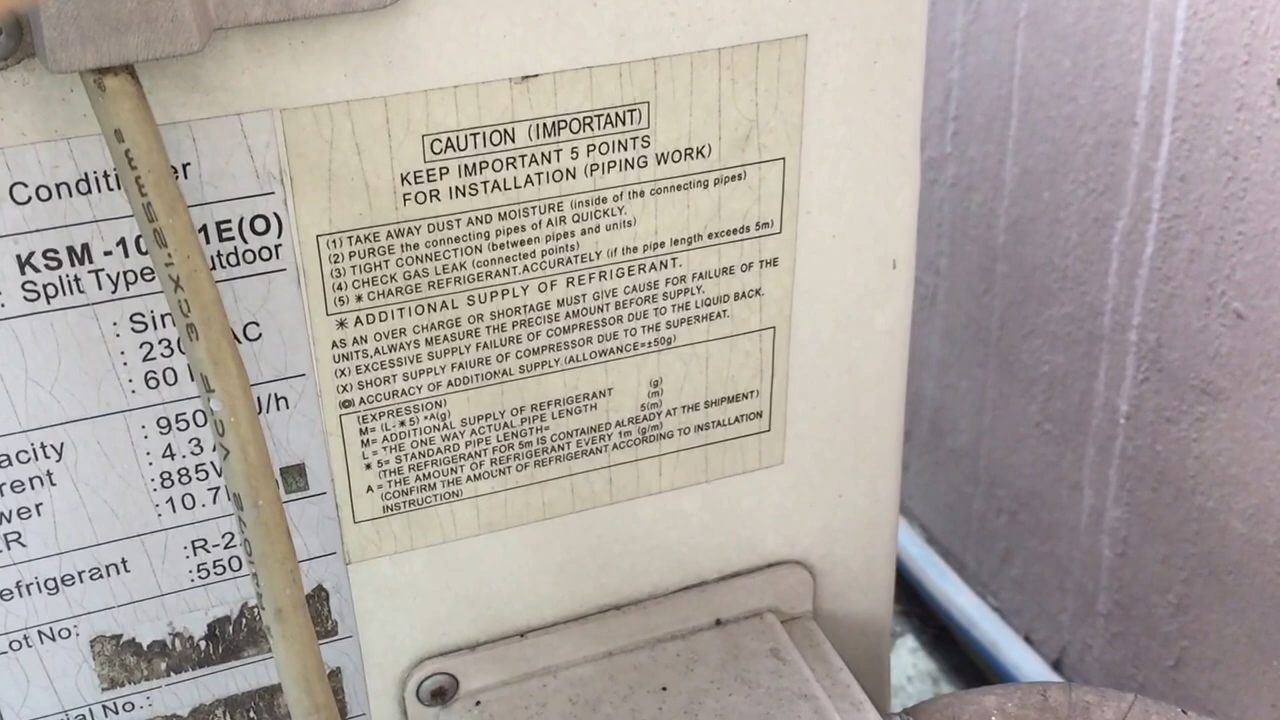 Conditi er
KSM -10 1E(O)
: Split Type utdoor
: Sin
: 230 AC
: 60
acity : 950 /h
rent : 4.3
wer :885W
R :10.7
efrigerant :R-2
:550
Lot No:
ial No.:
CAUTION (IMPORTANT)
KEEP IMPORTANT 5 POINTS
FOR INSTALLATION (PIPING WORK)
(1) TAKE AWAY DUST AND MOISTURE (inside of the connecting pipes)
(2) PURGE the connecting pipes of AIR QUICKLY.
(3) TIGHT CONNECTION (between pipes and units)
(4) CHECK GAS LEAK (connected points)
(5) ＊ CHARGE REFRIGERANT.ACCURATELY (if the pipe length exceeds 5m)
＊ADDITIONAL SUPPLY OF REFRIGERANT.
AS AN OVER CHARGE OR SHORTAGE MUST GIVE CAUSE FOR FAILURE OF THE
UNITS,ALWAYS MEASURE THE PRECISE AMOUNT BEFORE SUPPLY.
(X) EXCESSIVE SUPPLY FAILURE OF COMPRESSOR DUE TO THE LIQUID BACK.
(X) SHORT SUPPLY FAIURE OF COMPRESSOR DUE TO THE SUPERHEAT.
(◎) ACCURACY OF ADDITIONAL SUPPLY.(ALLOWANCE=±50g)
(EXPRESSION)
M= (L-＊5) *A(g)
M= ADDITIONAL SUPPLY OF REFRIGERANT (g)
L = THE ONE WAY ACTUAL PIPE LENGTH (m)
＊ 5= STANDARD PIPE LENGTH= 5(m)
(THE REFRIGERANT FOR 5m IS CONTAINED ALREADY AT THE SHIPMENT)
A = THE AMOUNT OF REFRIGERANT EVERY 1m (g/m)
(CONFIRM THE AMOUNT OF REFRIGERANT ACCORDING TO INSTALLATION
INSTRUCTION)